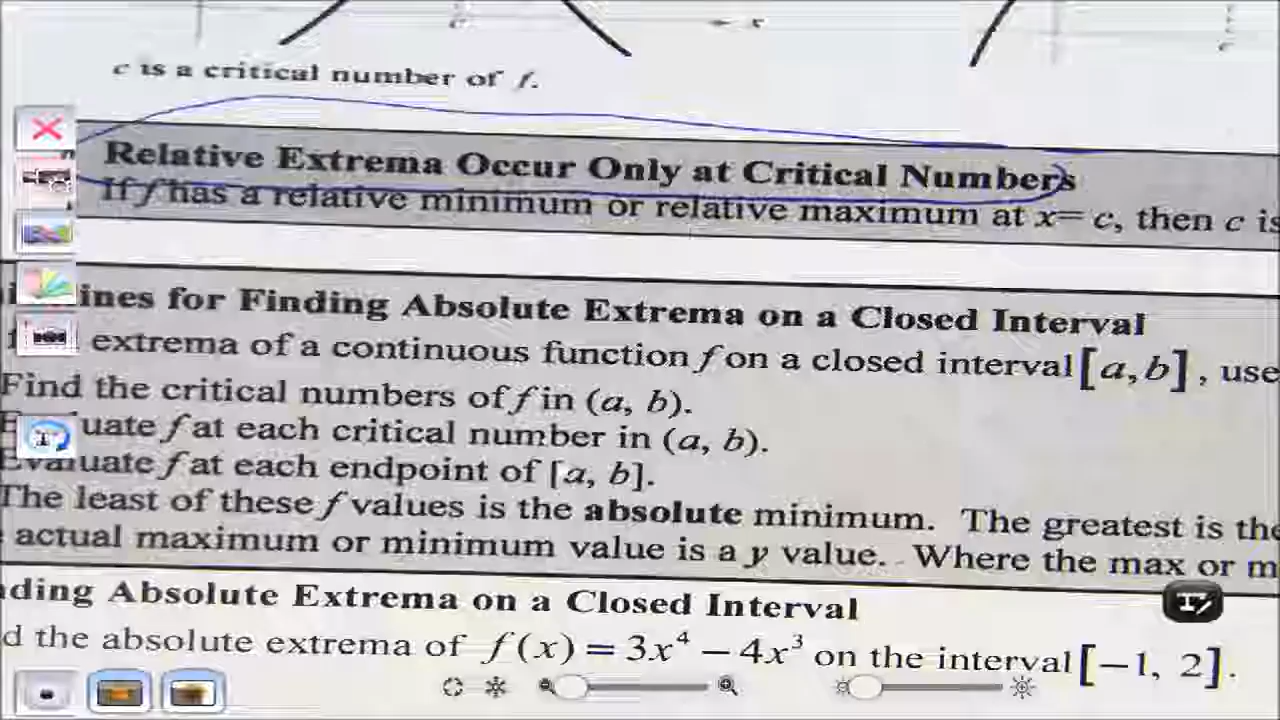 c is a critical number of f.
Relative Extrema Occur Only at Critical Numbers
If f has a relative minimum or relative maximum at x= c, then c is
ines for Finding Absolute Extrema on a Closed Interval
extrema of a continuous function f on a closed interval [a, b], use
Find the critical numbers of f in (a, b).
uate f at each critical number in (a, b).
Evaluate f at each endpoint of [a, b].
The least of these f values is the absolute minimum. The greatest is the
actual maximum or minimum value is a y value. Where the max or m
ding Absolute Extrema on a Closed Interval
d the absolute extrema of f(x) = 3x⁴ − 4x³ on the interval [−1, 2].